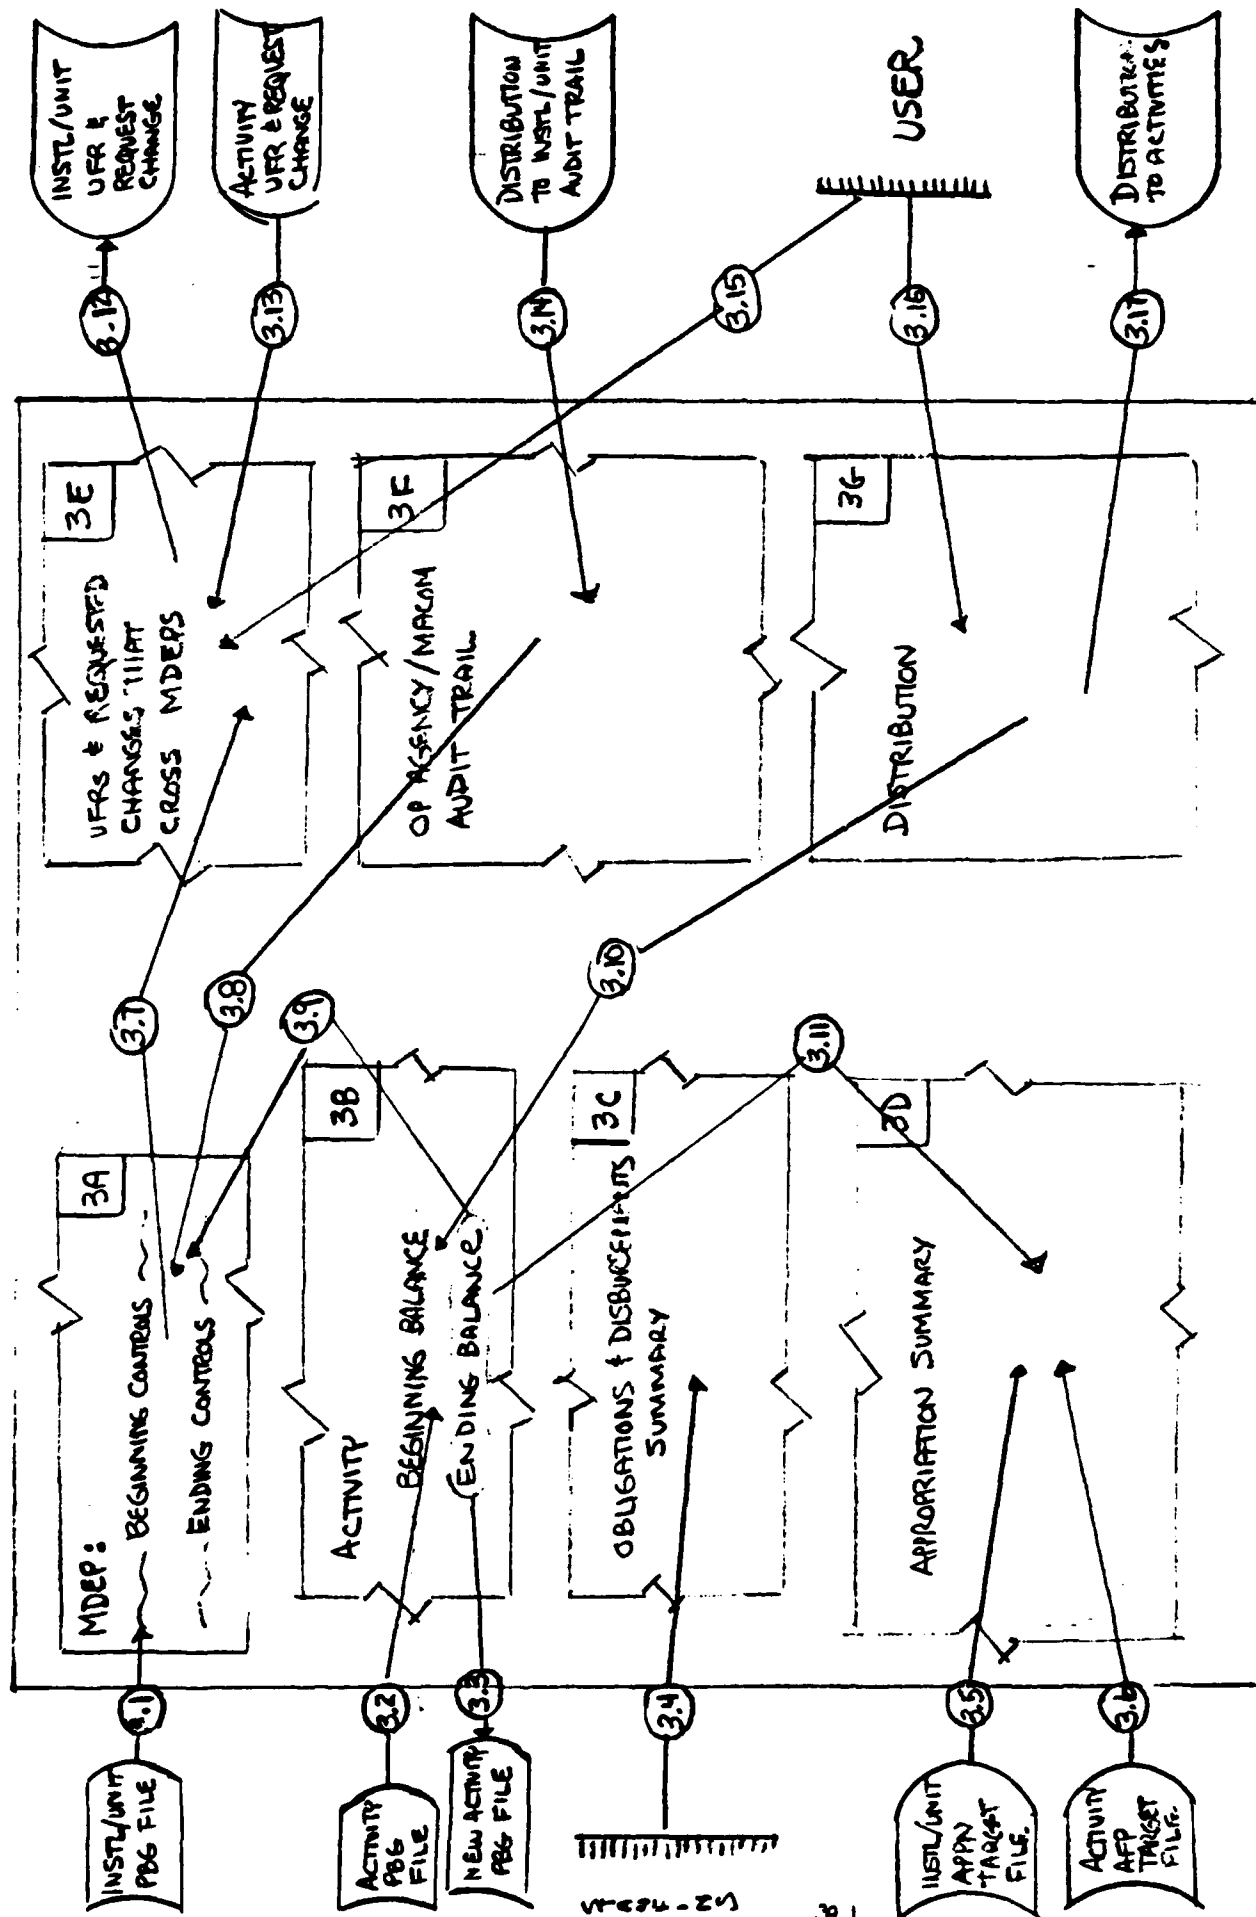 INSTL/UNIT
PBG FILE
ACTIVITY
PBG
FILE
NEW ACTIVITY
PBG FILE
INSTL/UNIT
APPN
TARGET
FILE.
ACTIVITY
AFP
TARGET
FILE.
3.2
3.3
3.4
3.5
3.6
MDEP:
BEGINNING CONTROLS
ENDING CONTROLS
3A
ACTIVITY
BEGINNING BALANCE
ENDING BALANCE
3B
OBLIGATIONS & DISBURCEMENTS
SUMMARY
3C
APPROPRIATION SUMMARY
3D
3.7
3.8
3.9
3.10
3.11
UFRS & REQUESTED
CHANGES THAT
CROSS MDEPS
3E
OP AGENCY/MACOM
AUDIT TRAIL
3F
DISTRIBUTION
3G
3.12
3.13
3.14
3.15
3.16
3.17
INSTL/UNIT
UFR &
REQUEST
CHANGE
ACTIVITY
UFR & REQUEST
CHANGE
DISTRIBUTION
TO INSTL/UNIT
AUDIT TRAIL
USER
DISTRIBUTION
TO ACTIVITIES